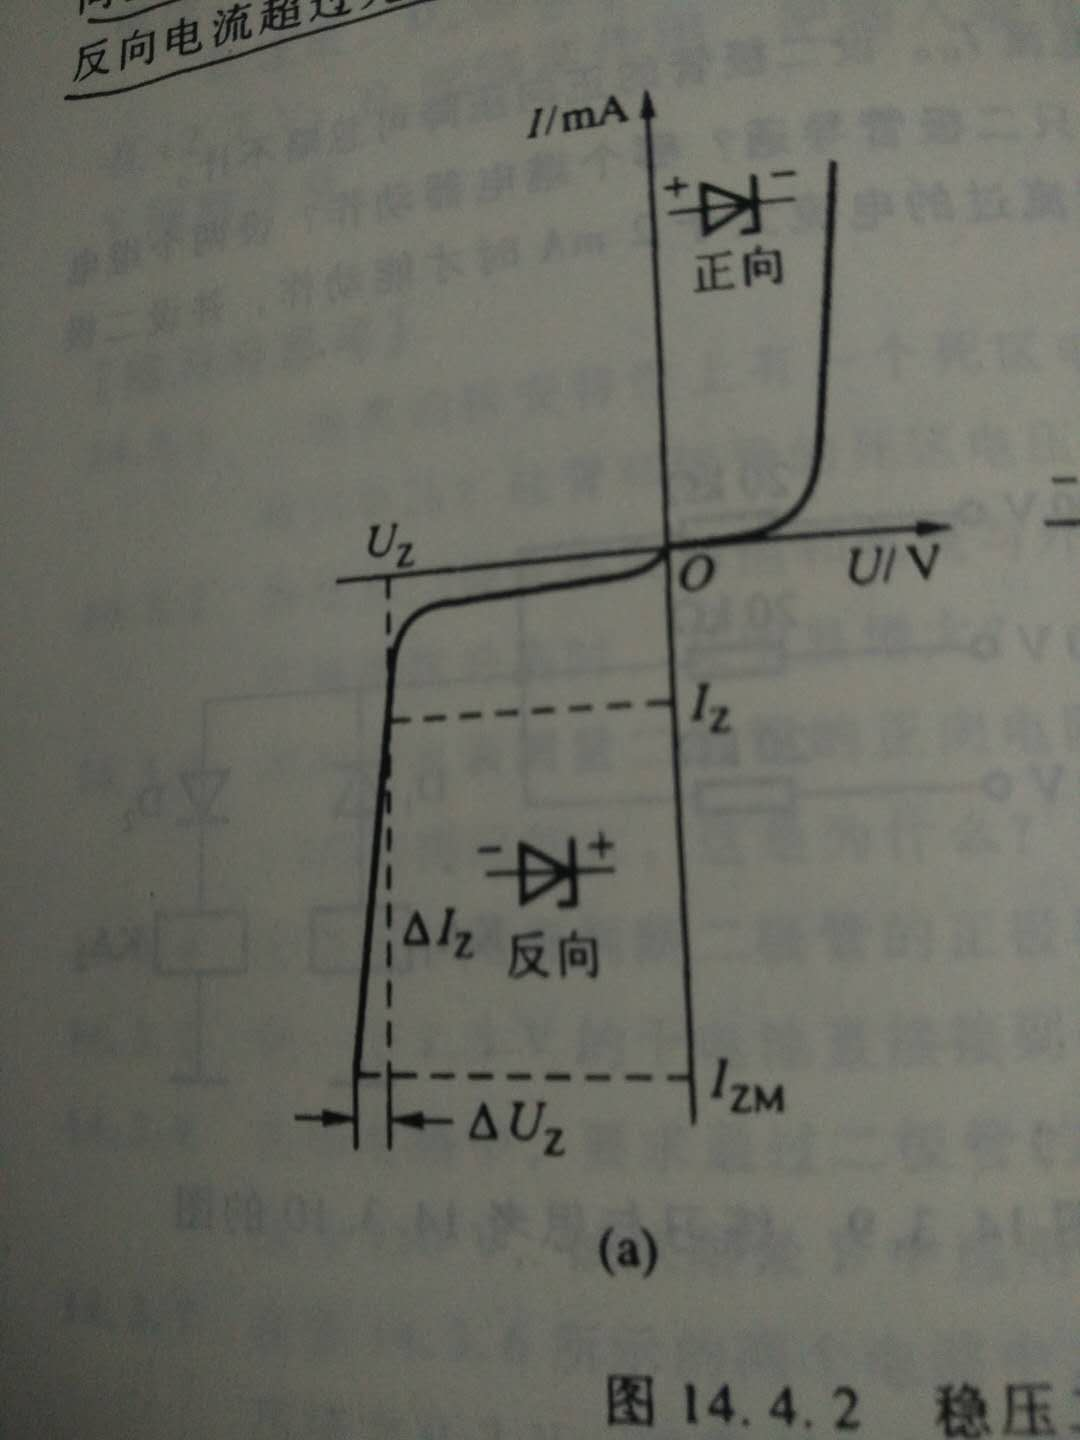 反向电流超过
I/mA
+ -
正向
U_Z
O
U/V
I_Z
- +
ΔI_Z
反向
I_ZM
ΔU_Z
(a)
图 14.4.2 稳压